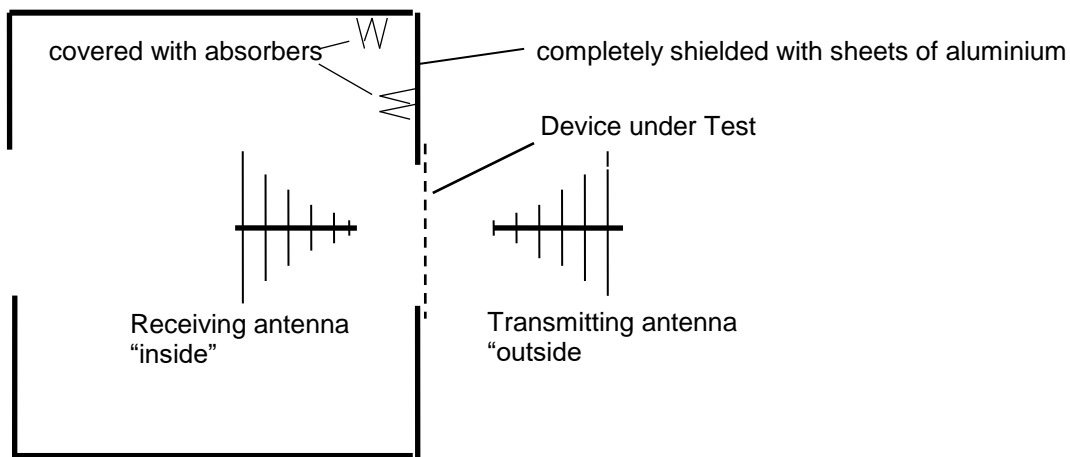 covered with absorbers
completely shielded with sheets of aluminium
Device under Test
Receiving antenna
“inside”
Transmitting antenna
“outside